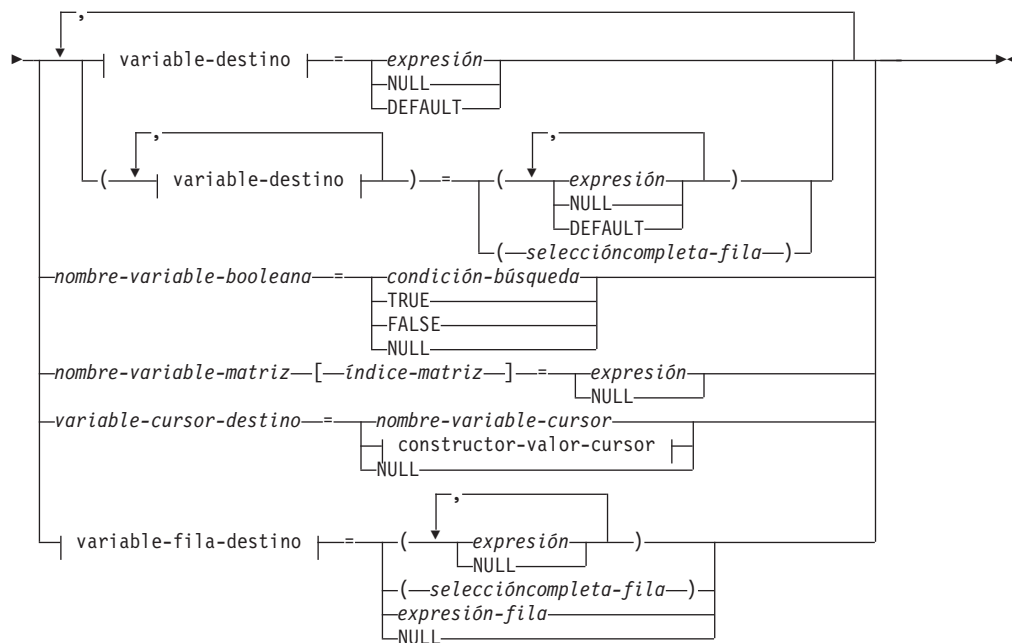 ,
variable-destino = expresión
NULL
DEFAULT
, ,
( variable-destino ) = ( expresión )
NULL
DEFAULT
( seleccióncompleta-fila )
nombre-variable-booleana = condición-búsqueda
TRUE
FALSE
NULL
nombre-variable-matriz [ índice-matriz ] = expresión
NULL
variable-cursor-destino = nombre-variable-cursor
constructor-valor-cursor
NULL
,
variable-fila-destino = ( expresión )
NULL
( seleccióncompleta-fila )
expresión-fila
NULL